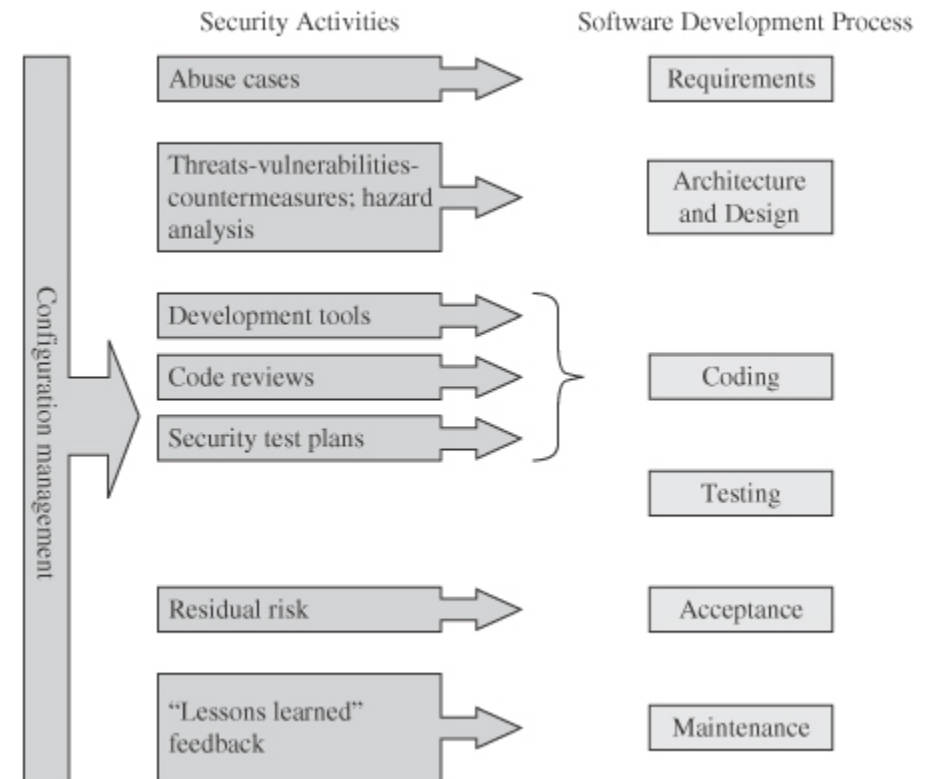 Security Activities
Software Development Process
Configuration management
Abuse cases
Requirements
Threats-vulnerabilities-
countermeasures; hazard
analysis
Architecture
and Design
Development tools
Code reviews
Security test plans
Coding
Testing
Residual risk
Acceptance
“Lessons learned”
feedback
Maintenance